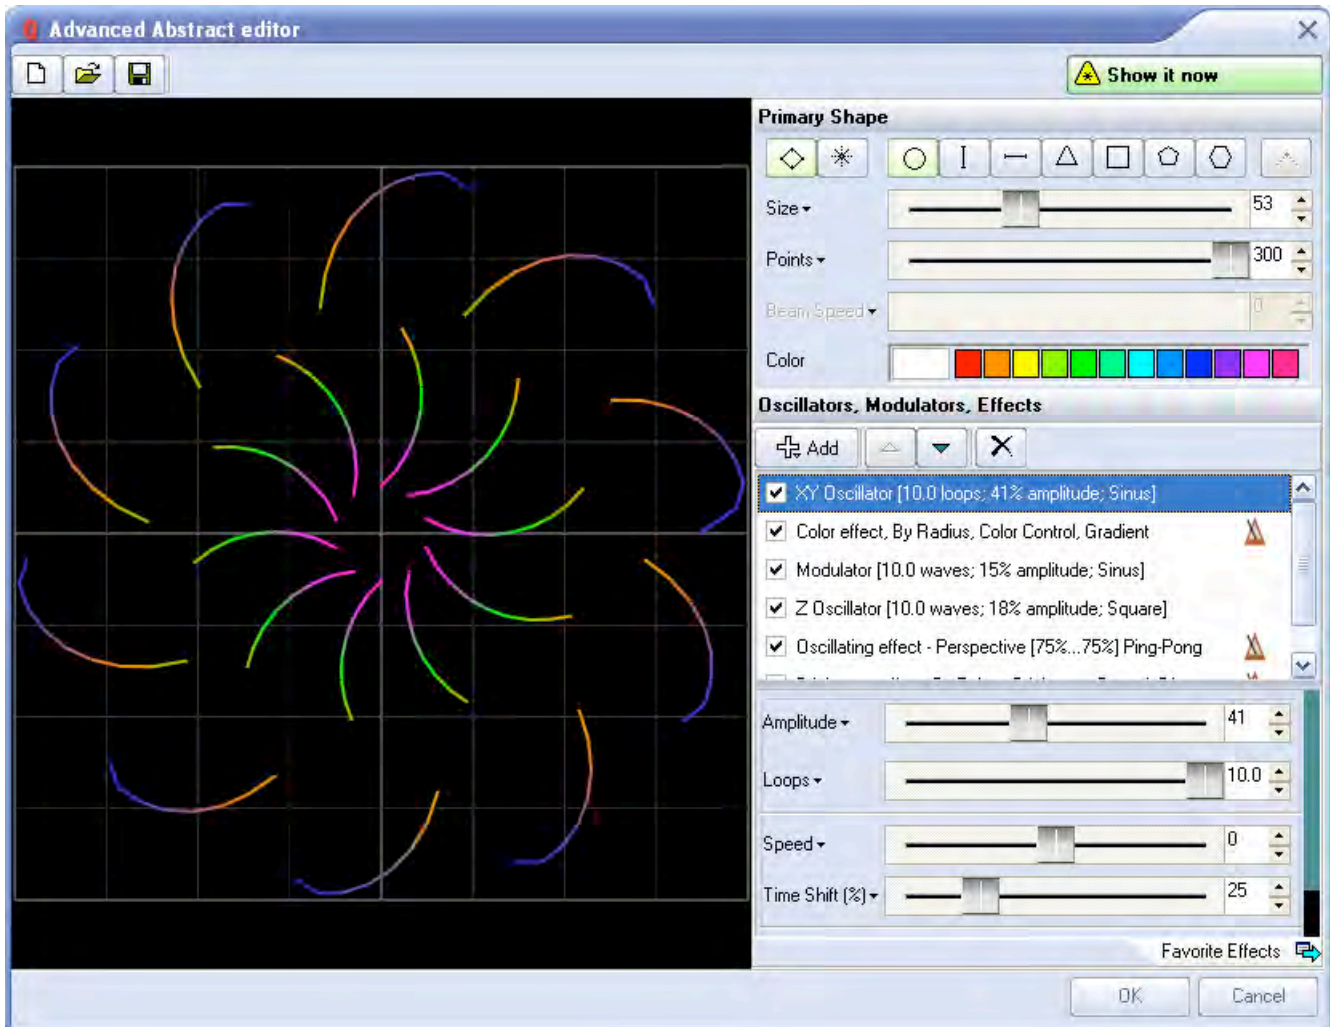 Advanced Abstract editor
Show it now
Primary Shape
Size
53
Points
300
Beam Speed
0
Color
Oscillators, Modulators, Effects
Add
XY Oscillator [10.0 loops; 41% amplitude; Sinus]
Color effect, By Radius, Color Control, Gradient
Modulator [10.0 waves; 15% amplitude; Sinus]
Z Oscillator [10.0 waves; 18% amplitude; Square]
Oscillating effect - Perspective [75%...75%] Ping-Pong
Amplitude
41
Loops
10.0
Speed
0
Time Shift (%)
25
Favorite Effects
OK
Cancel